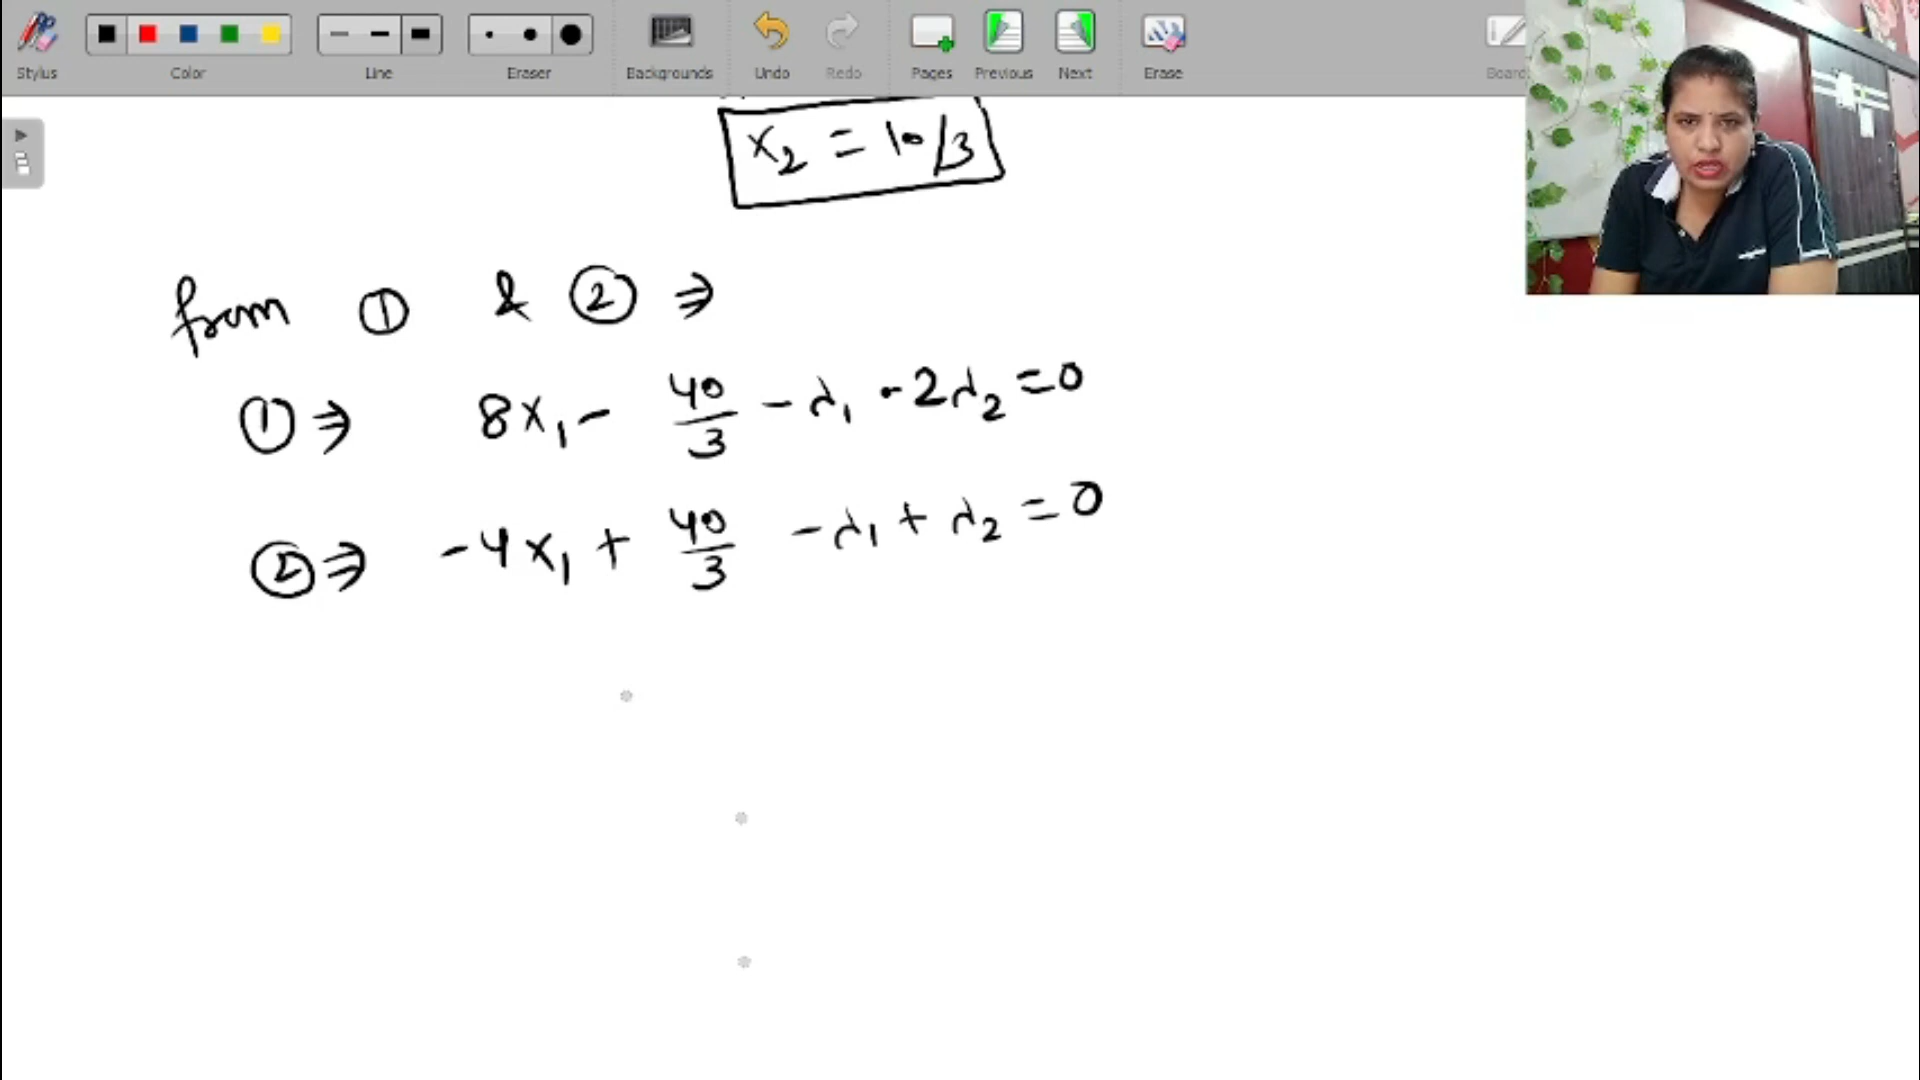 Stylus
Color
Line
Eraser
Backgrounds
Undo
Redo
Pages
Previous
Next
Erase
Board
x₂ = 10/3
from ① & ② ⇒
① ⇒ 8x₁ - 40/3 - λ₁ - 2λ₂ = 0
② ⇒ -4x₁ + 40/3 - λ₁ + λ₂ = 0